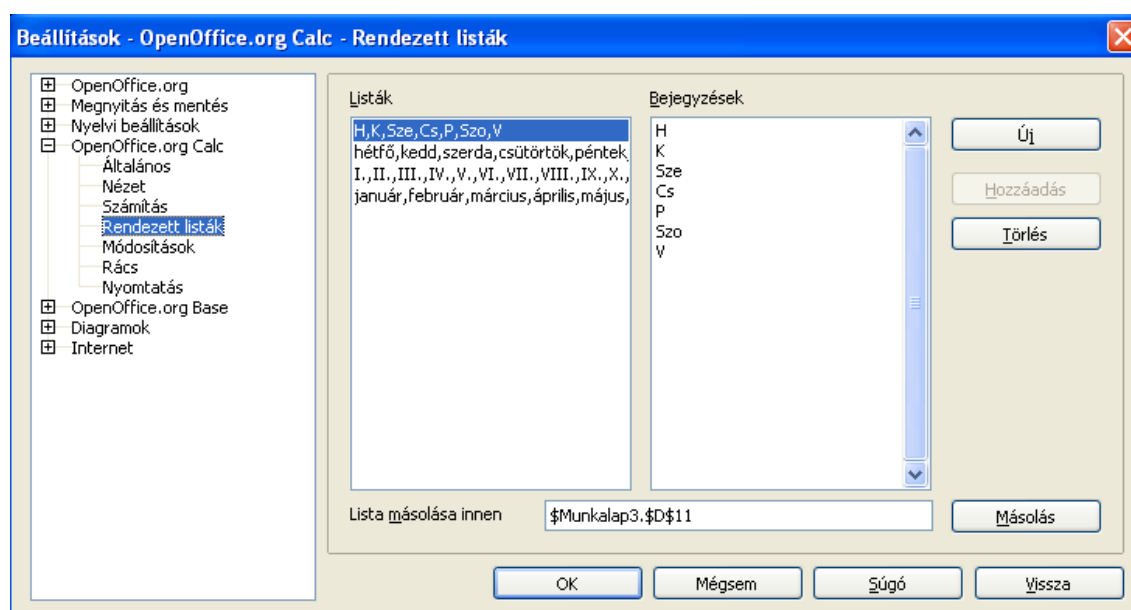 Beállítások - OpenOffice.org Calc - Rendezett listák
OpenOffice.org
Megnyitás és mentés
Nyelvi beállítások
OpenOffice.org Calc
Általános
Nézet
Számítás
Rendezett listák
Módosítások
Rács
Nyomtatás
OpenOffice.org Base
Diagramok
Internet
Listák
H,K,Sze,Cs,P,Szo,V
hétfő,kedd,szerda,csütörtök,péntek,
I.,II.,III.,IV.,V.,VI.,VII.,VIII.,IX.,X.,
január,február,március,április,május,
Bejegyzések
H
K
Sze
Cs
P
Szo
V
Új
Hozzáadás
Törlés
Lista másolása innen
$Munkalap3.$D$11
Másolás
OK
Mégsem
Súgó
Vissza